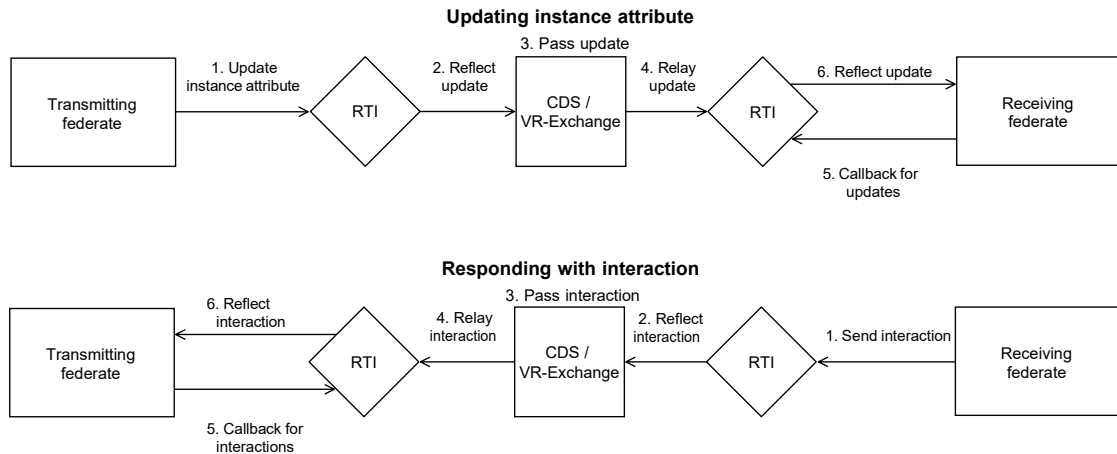 Updating instance attribute
3. Pass update
1. Update
instance attribute
2. Reflect
update
4. Relay
update
6. Reflect update
Transmitting
federate
RTI
CDS /
VR-Exchange
RTI
Receiving
federate
5. Callback for
updates
Responding with interaction
3. Pass interaction
6. Reflect
interaction
4. Relay
interaction
2. Reflect
interaction
1. Send interaction
Transmitting
federate
RTI
CDS /
VR-Exchange
RTI
Receiving
federate
5. Callback for
interactions